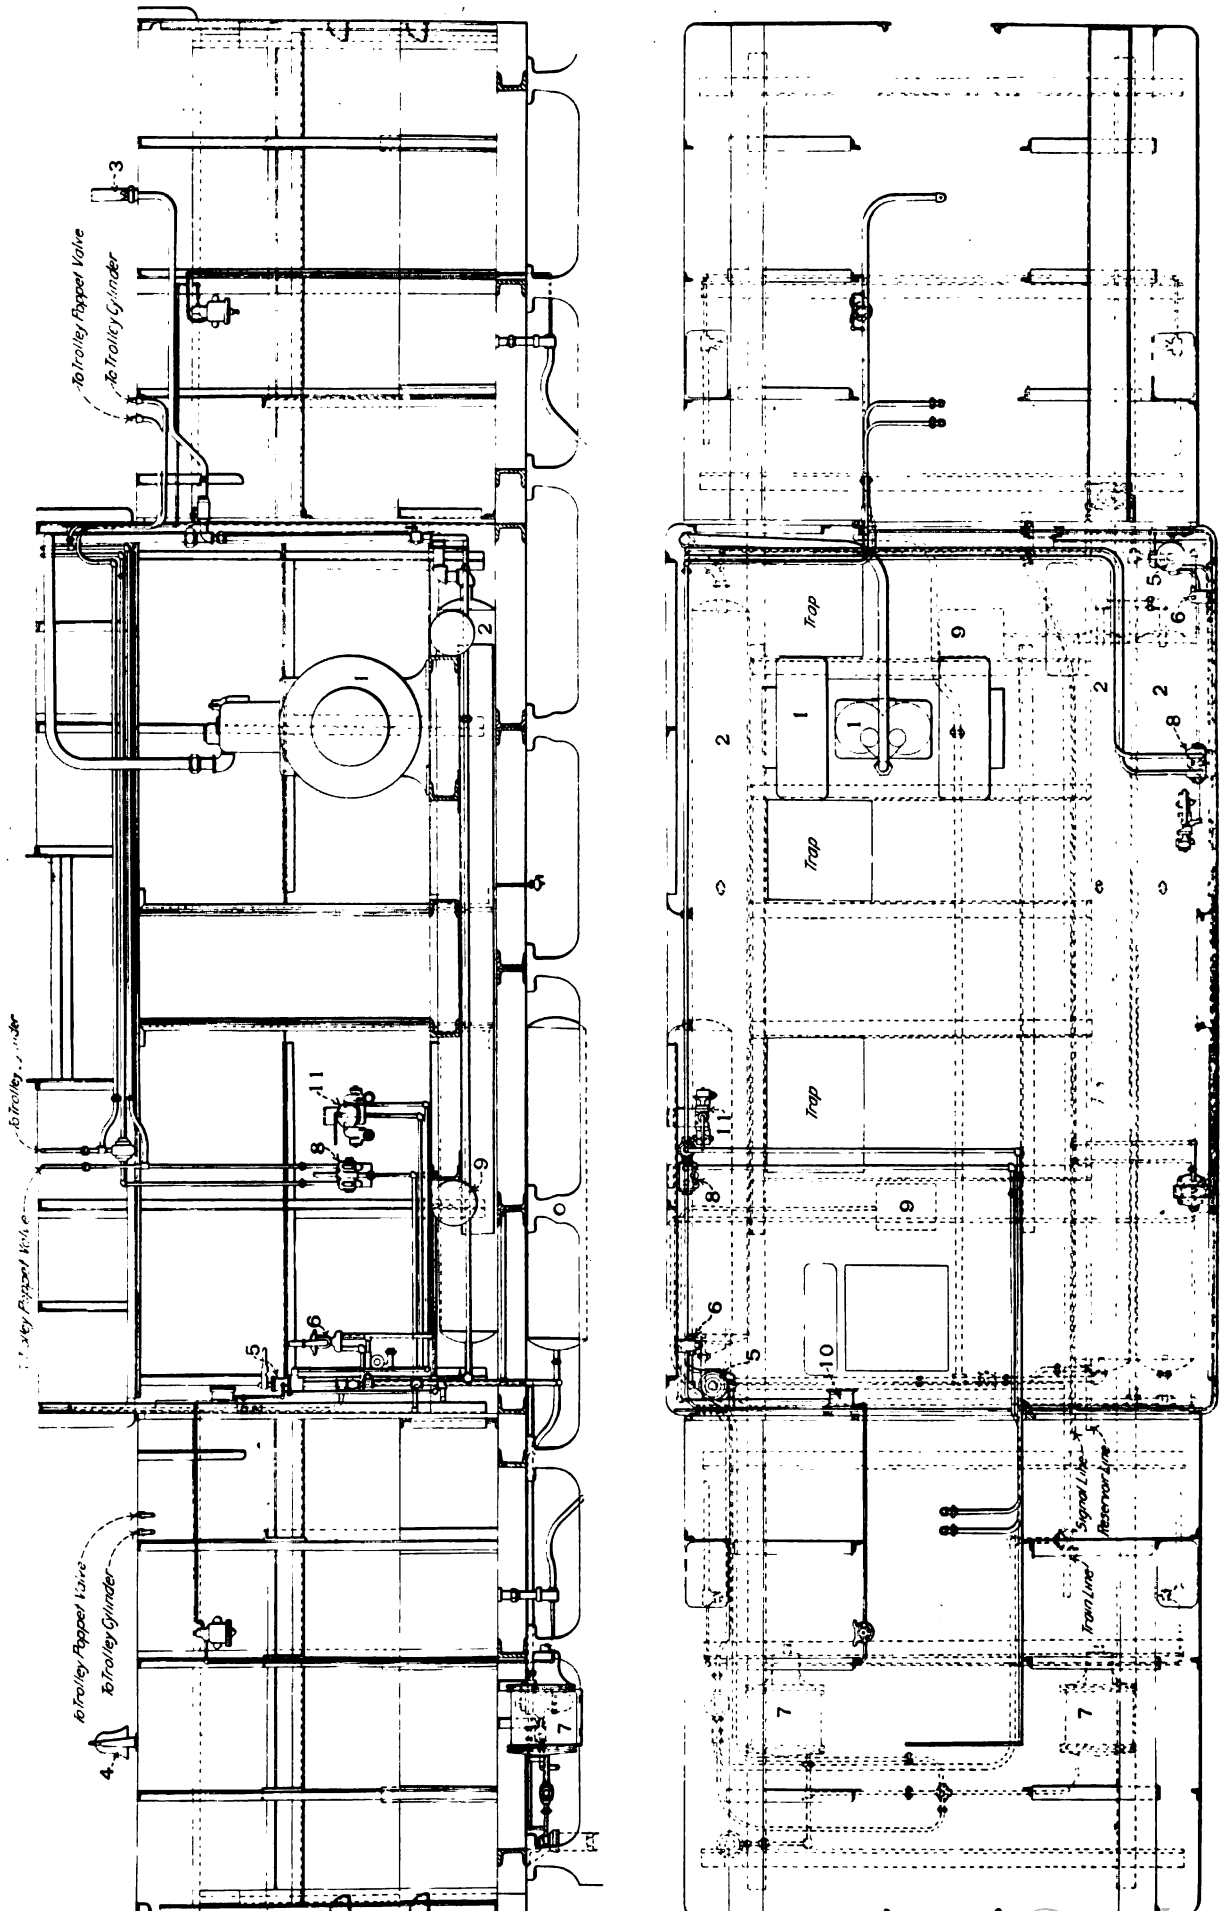 3
To Trolley Poppet Valve
To Trolley Cylinder
2
1
To Trolley
11
8
9
Poppet Valve
6
5
To Trolley Poppet Valve
To Trolley Cylinder
4
7
Trap
9
5
6
2
2
2
1
1
8
Trap
Trap
11
8
9
6
5
10
Signal Line
Reservoir Line
Train Line
7
7